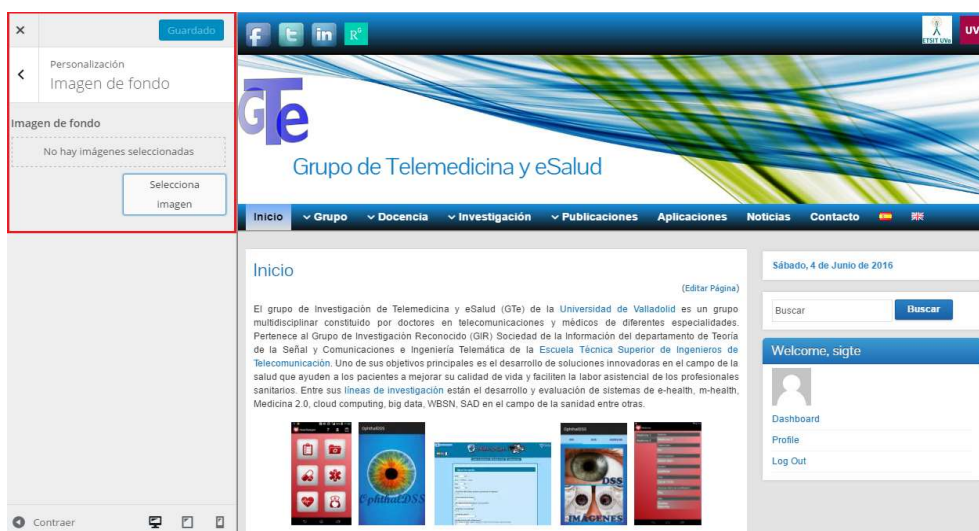 Guardado
Personalización
Imagen de fondo
Imagen de fondo
No hay imágenes seleccionadas
Selecciona
imagen
Contraer
ETSIT UVa
UV
GTe
Grupo de Telemedicina y eSalud
Inicio
Grupo
Docencia
Investigación
Publicaciones
Aplicaciones
Noticias
Contacto
Inicio
(Editar Página)
El grupo de Investigación de Telemedicina y eSalud (GTe) de la Universidad de Valladolid es un grupo
multidisciplinar constituido por doctores en telecomunicaciones y médicos de diferentes especialidades.
Pertenece al Grupo de Investigación Reconocido (GIR) Sociedad de la Información del departamento de Teoría
de la Señal y Comunicaciones e Ingeniería Telemática de la Escuela Técnica Superior de Ingenieros de
Telecomunicación. Uno de sus objetivos principales es el desarrollo de soluciones innovadoras en el campo de la
salud que ayuden a los pacientes a mejorar su calidad de vida y faciliten la labor asistencial de los profesionales
sanitarios. Entre sus líneas de investigación están el desarrollo y evaluación de sistemas de e-health, m-health,
Medicina 2.0, cloud computing, big data, WBSN, SAD en el campo de la sanidad entre otras.
OphthalDSS
OphthalDSS
OphthalDSS
DSS
IMAGENES
Sábado, 4 de Junio de 2016
Buscar
Buscar
Welcome, sigte
Dashboard
Profile
Log Out